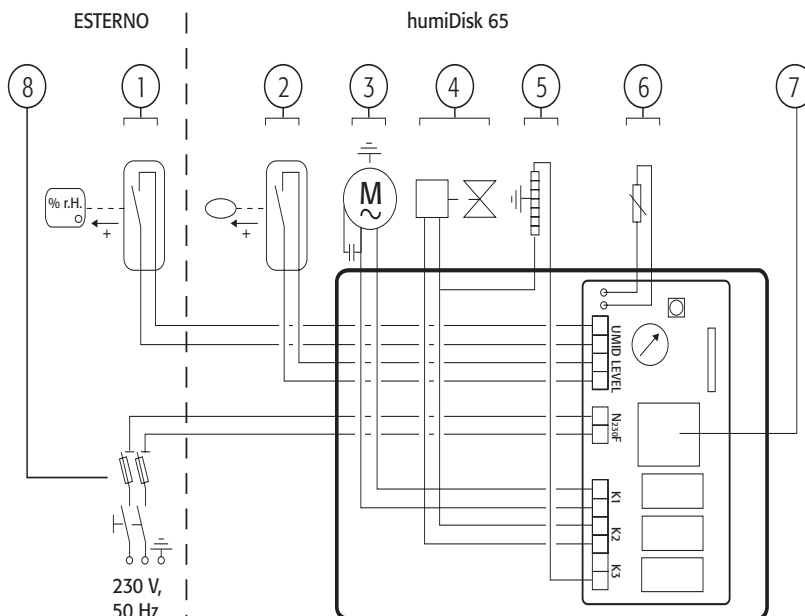 ESTERNO humiDisk 65
8 1 2 3 4 5 6 7
% r.H.
M
+ +
UMID LEVEL
N230F
K1
K2
K3
230 V,
50 Hz